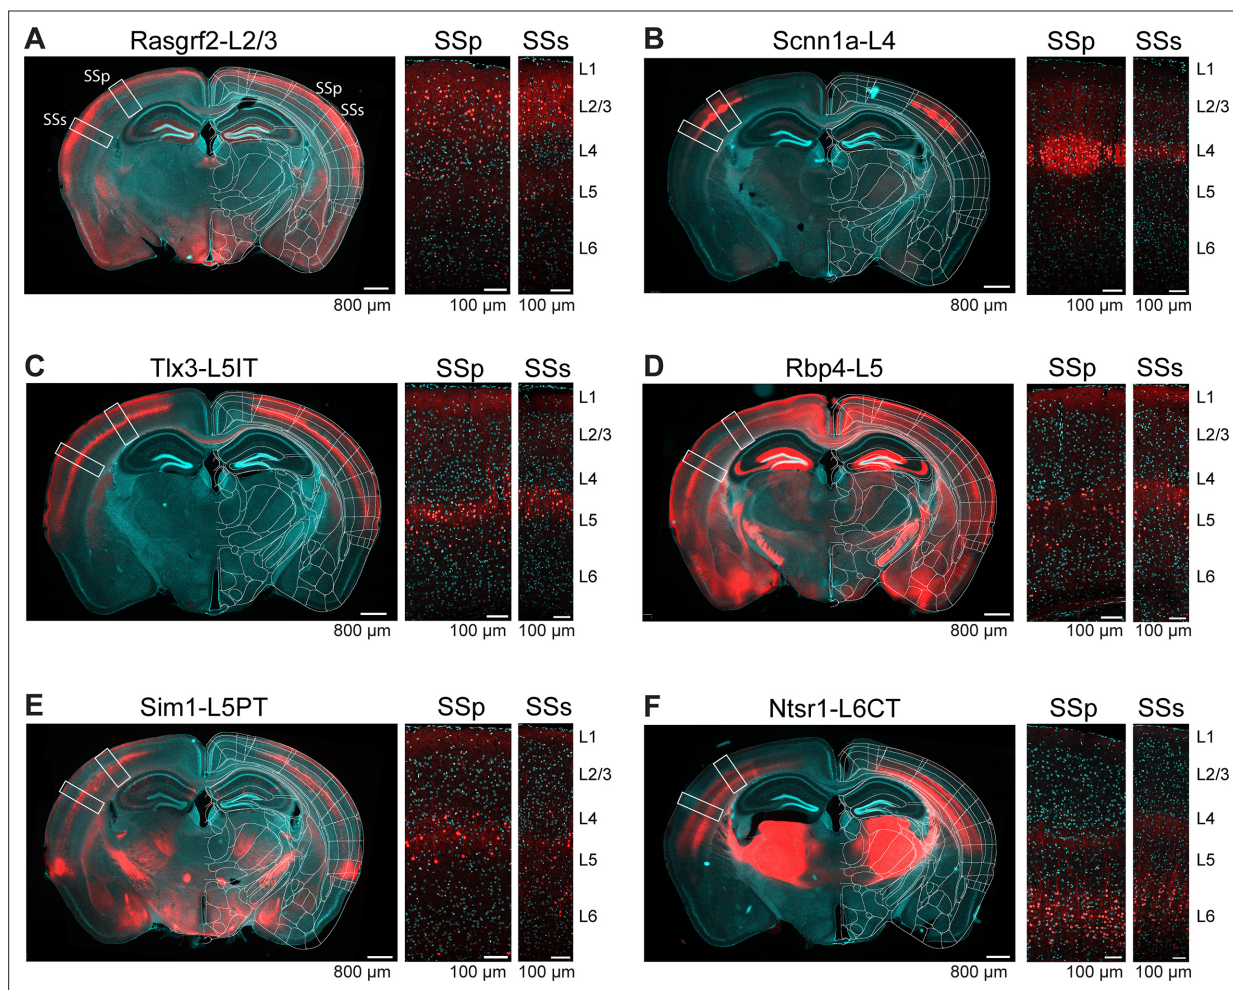 A Rasgrf2-L2/3 SSp SSs
SSp
SSs
SSp
SSs
L1
L2/3
L4
L5
L6
800 µm 100 µm 100 µm
B Scnn1a-L4 SSp SSs
L1
L2/3
L4
L5
L6
800 µm 100 µm 100 µm
C Tlx3-L5IT SSp SSs
L1
L2/3
L4
L5
L6
800 µm 100 µm 100 µm
D Rbp4-L5 SSp SSs
L1
L2/3
L4
L5
L6
800 µm 100 µm 100 µm
E Sim1-L5PT SSp SSs
L1
L2/3
L4
L5
L6
800 µm 100 µm 100 µm
F Ntsr1-L6CT SSp SSs
L1
L2/3
L4
L5
L6
800 µm 100 µm 100 µm